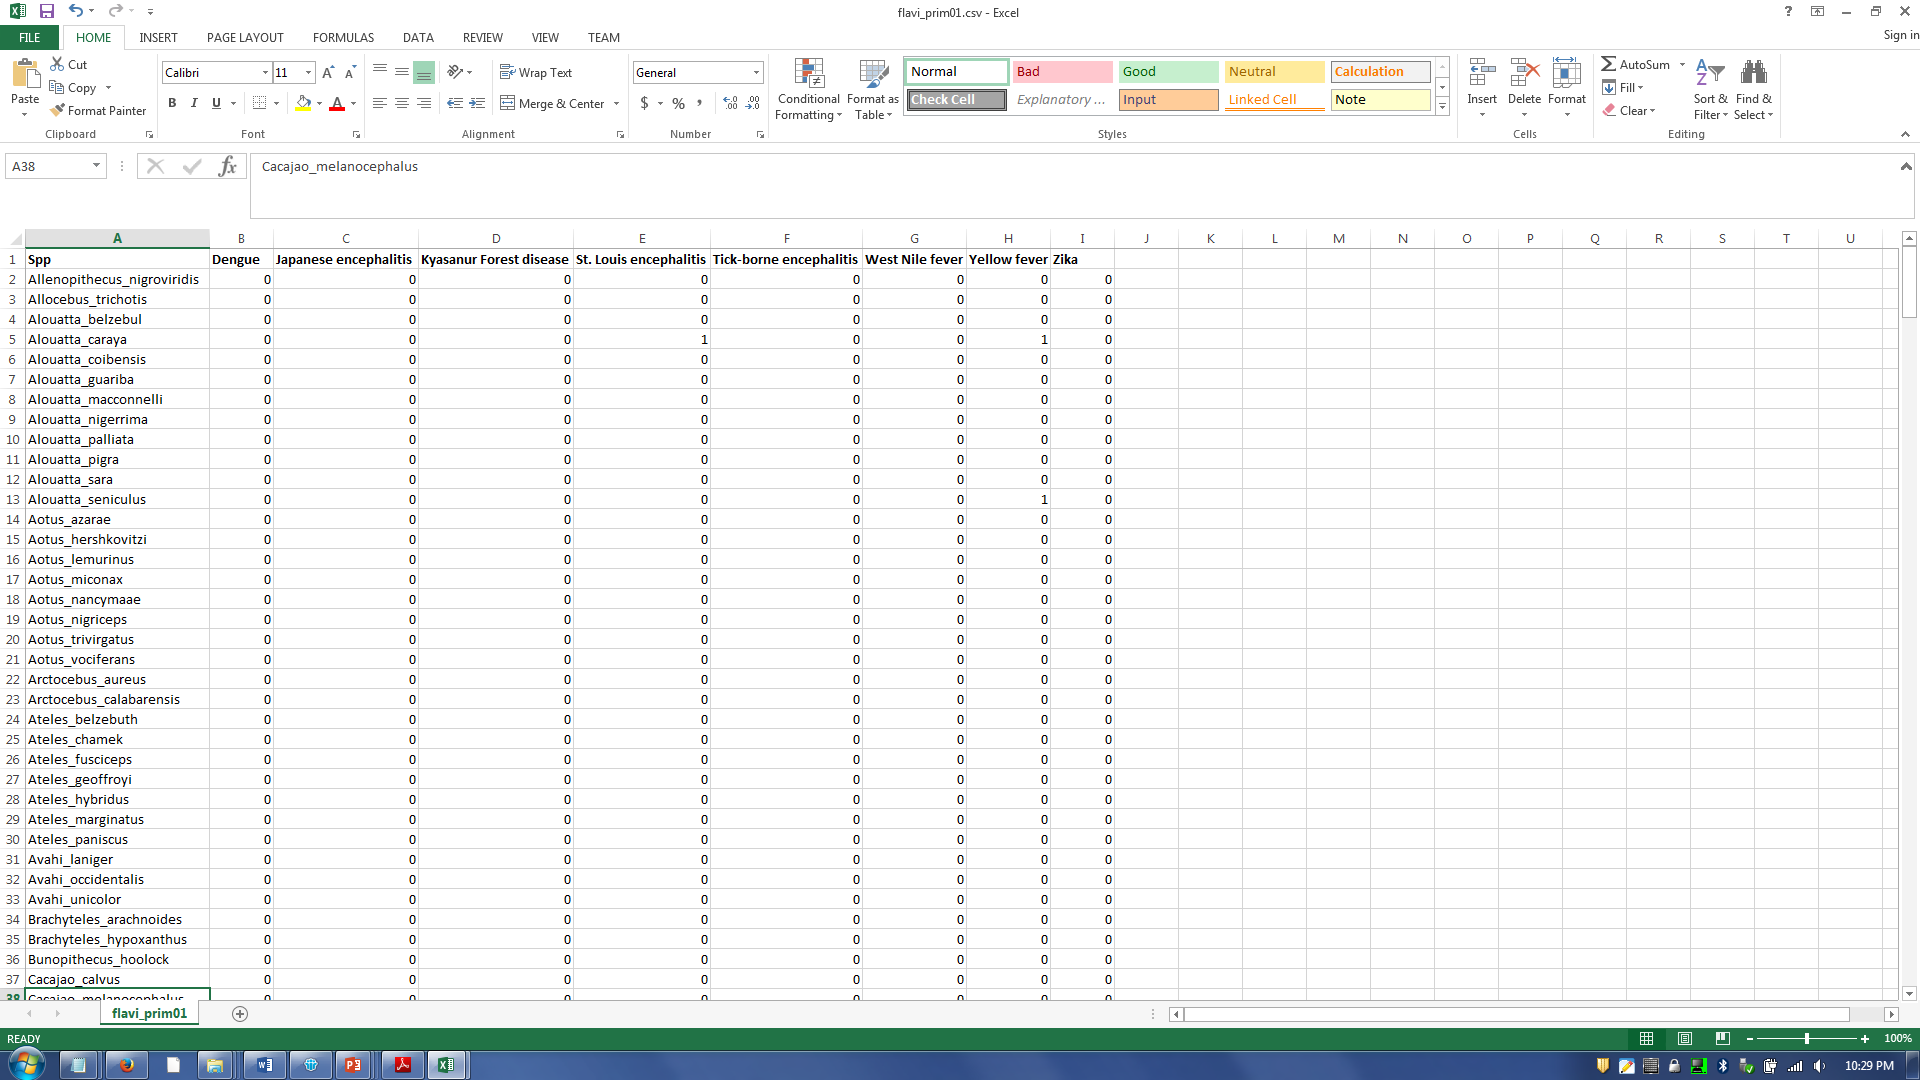 flavi_prim01.csv - Excel
Sign in
FILE HOME INSERT PAGE LAYOUT FORMULAS DATA REVIEW VIEW TEAM
Paste
Cut
Copy
Format Painter
Clipboard
Calibri 11
B I U
Font
Wrap Text
Merge & Center
Alignment
General
$ % ,
Number
Conditional Formatting
Format as Table
Normal Bad Good Neutral Calculation
Check Cell Explanatory ... Input Linked Cell Note
Styles
Insert Delete Format
Cells
AutoSum
Fill
Clear
Sort & Filter
Find & Select
Editing
A38 fx Cacajao_melanocephalus
A B C D E F G H I J K L M N O P Q R S T U
1 Spp Dengue Japanese encephalitis Kyasanur Forest disease St. Louis encephalitis Tick-borne encephalitis West Nile fever Yellow fever Zika
2 Allenopithecus_nigroviridis 0 0 0 0 0 0 0 0
3 Allocebus_trichotis 0 0 0 0 0 0 0 0
4 Alouatta_belzebul 0 0 0 0 0 0 0 0
5 Alouatta_caraya 0 0 0 1 0 0 1 0
6 Alouatta_coibensis 0 0 0 0 0 0 0 0
7 Alouatta_guariba 0 0 0 0 0 0 0 0
8 Alouatta_macconnelli 0 0 0 0 0 0 0 0
9 Alouatta_nigerrima 0 0 0 0 0 0 0 0
10 Alouatta_palliata 0 0 0 0 0 0 0 0
11 Alouatta_pigra 0 0 0 0 0 0 0 0
12 Alouatta_sara 0 0 0 0 0 0 0 0
13 Alouatta_seniculus 0 0 0 0 0 0 1 0
14 Aotus_azarae 0 0 0 0 0 0 0 0
15 Aotus_hershkovitzi 0 0 0 0 0 0 0 0
16 Aotus_lemurinus 0 0 0 0 0 0 0 0
17 Aotus_miconax 0 0 0 0 0 0 0 0
18 Aotus_nancymaae 0 0 0 0 0 0 0 0
19 Aotus_nigriceps 0 0 0 0 0 0 0 0
20 Aotus_trivirgatus 0 0 0 0 0 0 0 0
21 Aotus_vociferans 0 0 0 0 0 0 0 0
22 Arctocebus_aureus 0 0 0 0 0 0 0 0
23 Arctocebus_calabarensis 0 0 0 0 0 0 0 0
24 Ateles_belzebuth 0 0 0 0 0 0 0 0
25 Ateles_chamek 0 0 0 0 0 0 0 0
26 Ateles_fusciceps 0 0 0 0 0 0 0 0
27 Ateles_geoffroyi 0 0 0 0 0 0 0 0
28 Ateles_hybridus 0 0 0 0 0 0 0 0
29 Ateles_marginatus 0 0 0 0 0 0 0 0
30 Ateles_paniscus 0 0 0 0 0 0 0 0
31 Avahi_laniger 0 0 0 0 0 0 0 0
32 Avahi_occidentalis 0 0 0 0 0 0 0 0
33 Avahi_unicolor 0 0 0 0 0 0 0 0
34 Brachyteles_arachnoides 0 0 0 0 0 0 0 0
35 Brachyteles_hypoxanthus 0 0 0 0 0 0 0 0
36 Bunopithecus_hoolock 0 0 0 0 0 0 0 0
37 Cacajao_calvus 0 0 0 0 0 0 0 0
38 Cacajao_melanocephalus 0 0 0 0 0 0 0 0
flavi_prim01
READY
100%
10:29 PM